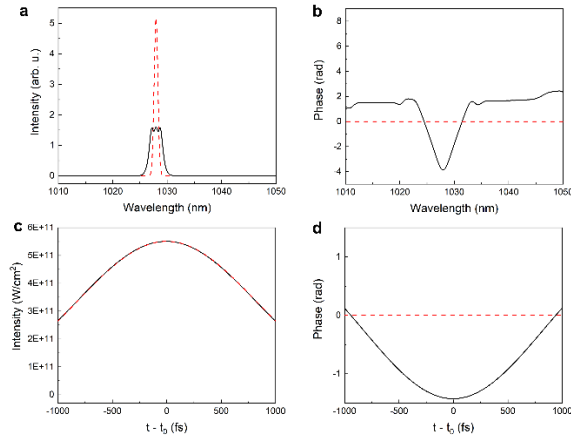 a
Intensity (arb. u.)
5
4
3
2
1
0
1010 1020 1030 1040 1050
Wavelength (nm)
b
Phase (rad)
8
6
4
2
0
-2
-4
1010 1020 1030 1040 1050
Wavelength (nm)
c
Intensity (W/cm²)
6E+11
5E+11
4E+11
3E+11
2E+11
1E+11
0
-1000 -500 0 500 1000
t - t₀ (fs)
d
Phase (rad)
1
0
-1
-1000 -500 0 500 1000
t - t₀ (fs)